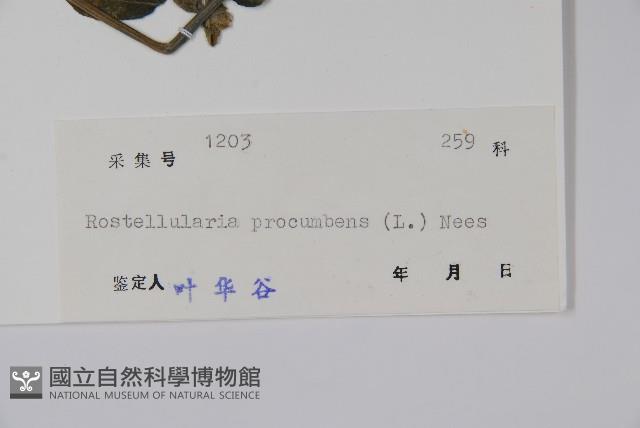 采集号 1203 259 科
Rostellularia procumbens (L.) Nees
鉴定人 叶华谷 年 月 日
國立自然科學博物館
NATIONAL MUSEUM OF NATURAL SCIENCE